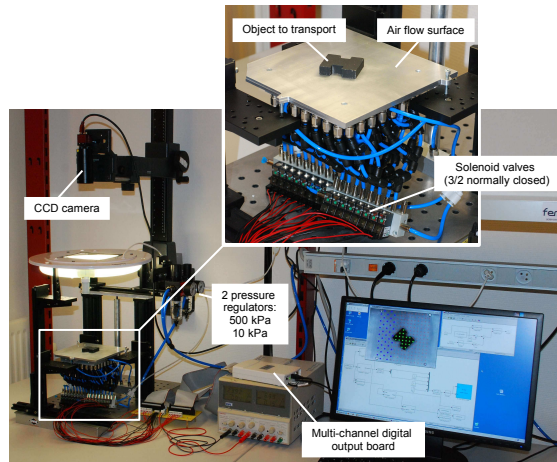 Object to transport
Air flow surface
Solenoid valves
(3/2 normally closed)
CCD camera
2 pressure
regulators:
500 kPa
10 kPa
Multi-channel digital
output board